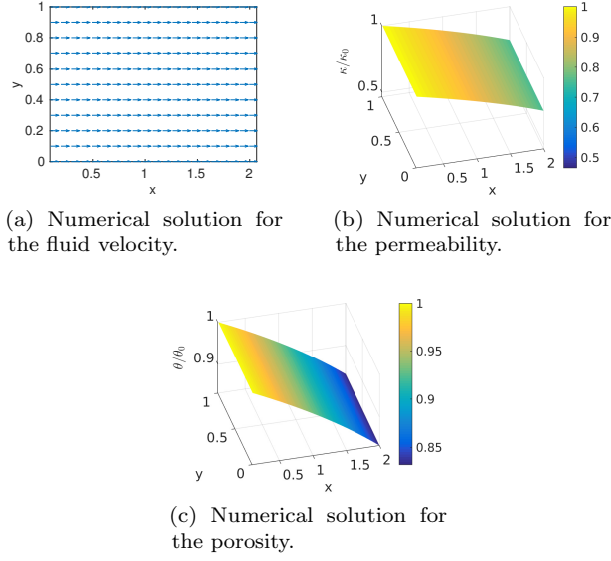 1
0.8
0.6
0.4
0.2
0
y
0.5
1
1.5
2
x
1
0.5
κ/κ0
1
0.5
0
y
0.5
1
1.5
2
x
1
0.9
0.8
0.7
0.6
0.5
(a) Numerical solution for
the fluid velocity.
(b) Numerical solution for
the permeability.
1
0.9
θ/θ0
1
0.5
0
y
0.5
1
1.5
2
x
1
0.95
0.9
0.85
(c) Numerical solution for
the porosity.